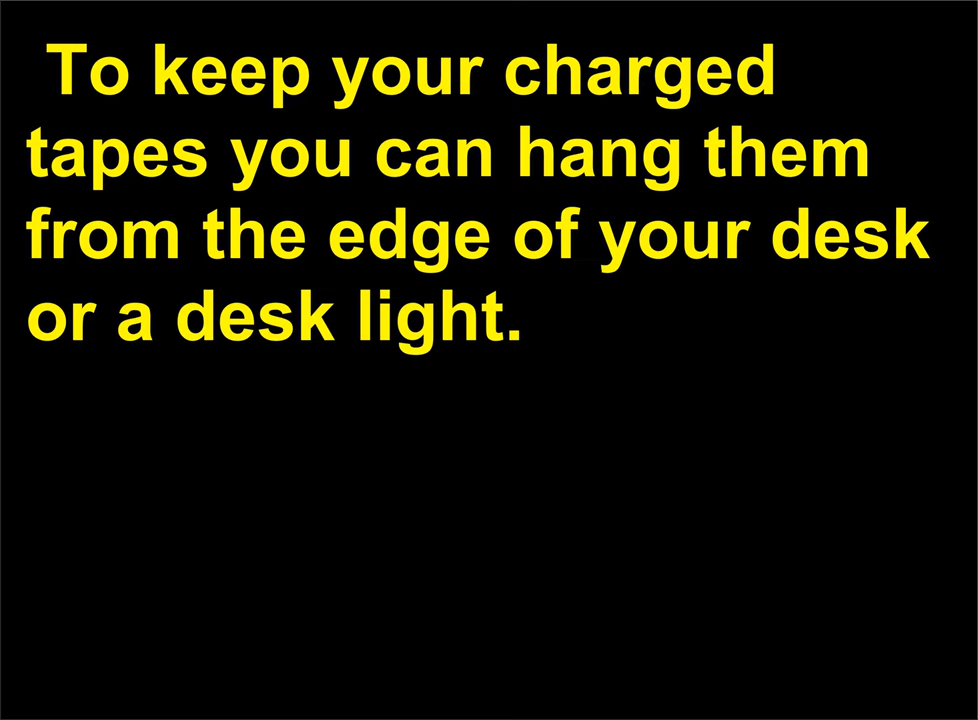 To keep your charged
tapes you can hang them
from the edge of your desk
or a desk light.